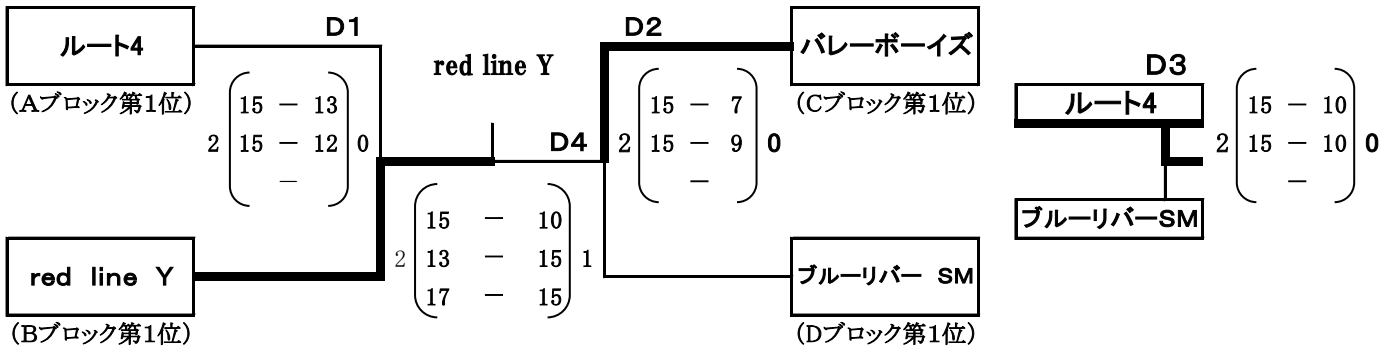 ルート4
(Aブロック第1位)
D1
2 15 － 13 0
15 － 12
－
red line Y
(Bブロック第1位)
red line Y
D4
2 15 － 10 1
13 － 15
17 － 15
D2
2 15 － 7 0
15 － 9
－
バレーボーイズ
(Cブロック第1位)
ブルーリバー SM
(Dブロック第1位)
D3
ルート4
2 15 － 10 0
15 － 10
－
ブルーリバーSM